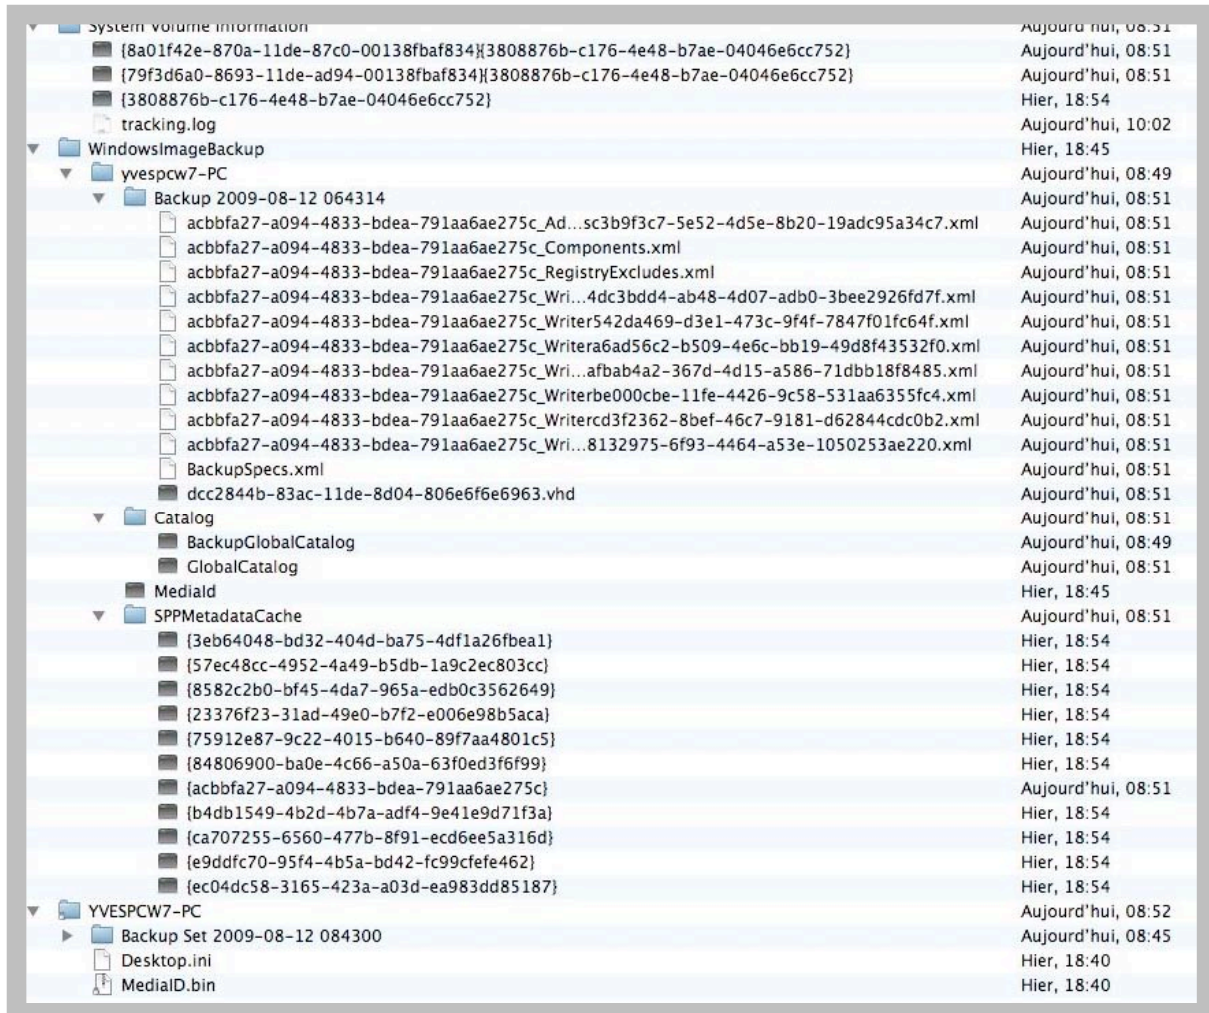 System Volume Information Aujourd'hui, 08:51
{8a01f42e-870a-11de-87c0-00138fbaf834}{3808876b-c176-4e48-b7ae-04046e6cc752} Aujourd'hui, 08:51
{79f3d6a0-8693-11de-ad94-00138fbaf834}{3808876b-c176-4e48-b7ae-04046e6cc752} Aujourd'hui, 08:51
{3808876b-c176-4e48-b7ae-04046e6cc752} Hier, 18:54
tracking.log Aujourd'hui, 10:02
WindowsImageBackup Hier, 18:45
yvespcw7-PC Aujourd'hui, 08:49
Backup 2009-08-12 064314 Aujourd'hui, 08:51
acbbfa27-a094-4833-bdea-791aa6ae275c_Ad...sc3b9f3c7-5e52-4d5e-8b20-19adc95a34c7.xml Aujourd'hui, 08:51
acbbfa27-a094-4833-bdea-791aa6ae275c_Components.xml Aujourd'hui, 08:51
acbbfa27-a094-4833-bdea-791aa6ae275c_RegistryExcludes.xml Aujourd'hui, 08:51
acbbfa27-a094-4833-bdea-791aa6ae275c_Wri...4dc3bdd4-ab48-4d07-adb0-3bee2926fd7f.xml Aujourd'hui, 08:51
acbbfa27-a094-4833-bdea-791aa6ae275c_Writer542da469-d3e1-473c-9f4f-7847f01fc64f.xml Aujourd'hui, 08:51
acbbfa27-a094-4833-bdea-791aa6ae275c_Writera6ad56c2-b509-4e6c-bb19-49d8f43532f0.xml Aujourd'hui, 08:51
acbbfa27-a094-4833-bdea-791aa6ae275c_Wri...afbab4a2-367d-4d15-a586-71dbb18f8485.xml Aujourd'hui, 08:51
acbbfa27-a094-4833-bdea-791aa6ae275c_Writerbe000cbe-11fe-4426-9c58-531aa6355fc4.xml Aujourd'hui, 08:51
acbbfa27-a094-4833-bdea-791aa6ae275c_Writercd3f2362-8bef-46c7-9181-d62844cdc0b2.xml Aujourd'hui, 08:51
acbbfa27-a094-4833-bdea-791aa6ae275c_Wri...8132975-6f93-4464-a53e-1050253ae220.xml Aujourd'hui, 08:51
BackupSpecs.xml Aujourd'hui, 08:51
dcc2844b-83ac-11de-8d04-806e6f6e6963.vhd Aujourd'hui, 08:51
Catalog Aujourd'hui, 08:51
BackupGlobalCatalog Aujourd'hui, 08:49
GlobalCatalog Aujourd'hui, 08:51
MediaId Hier, 18:45
SPPMetadataCache Aujourd'hui, 08:51
{3eb64048-bd32-404d-ba75-4df1a26fbea1} Hier, 18:54
{57ec48cc-4952-4a49-b5db-1a9c2ec803cc} Hier, 18:54
{8582c2b0-bf45-4da7-965a-edb0c3562649} Hier, 18:54
{23376f23-31ad-49e0-b7f2-e006e98b5aca} Hier, 18:54
{75912e87-9c22-4015-b640-89f7aa4801c5} Hier, 18:54
{84806900-ba0e-4c66-a50a-63f0ed3f6f99} Hier, 18:54
{acbbfa27-a094-4833-bdea-791aa6ae275c} Aujourd'hui, 08:51
{b4db1549-4b2d-4b7a-adf4-9e41e9d71f3a} Hier, 18:54
{ca707255-6560-477b-8f91-ecd6ee5a316d} Hier, 18:54
{e9ddfc70-95f4-4b5a-bd42-fc99cfefe462} Hier, 18:54
{ec04dc58-3165-423a-a03d-ea983dd85187} Hier, 18:54
YVESPCW7-PC Aujourd'hui, 08:52
Backup Set 2009-08-12 084300 Aujourd'hui, 08:45
Desktop.ini Hier, 18:40
MediaID.bin Hier, 18:40